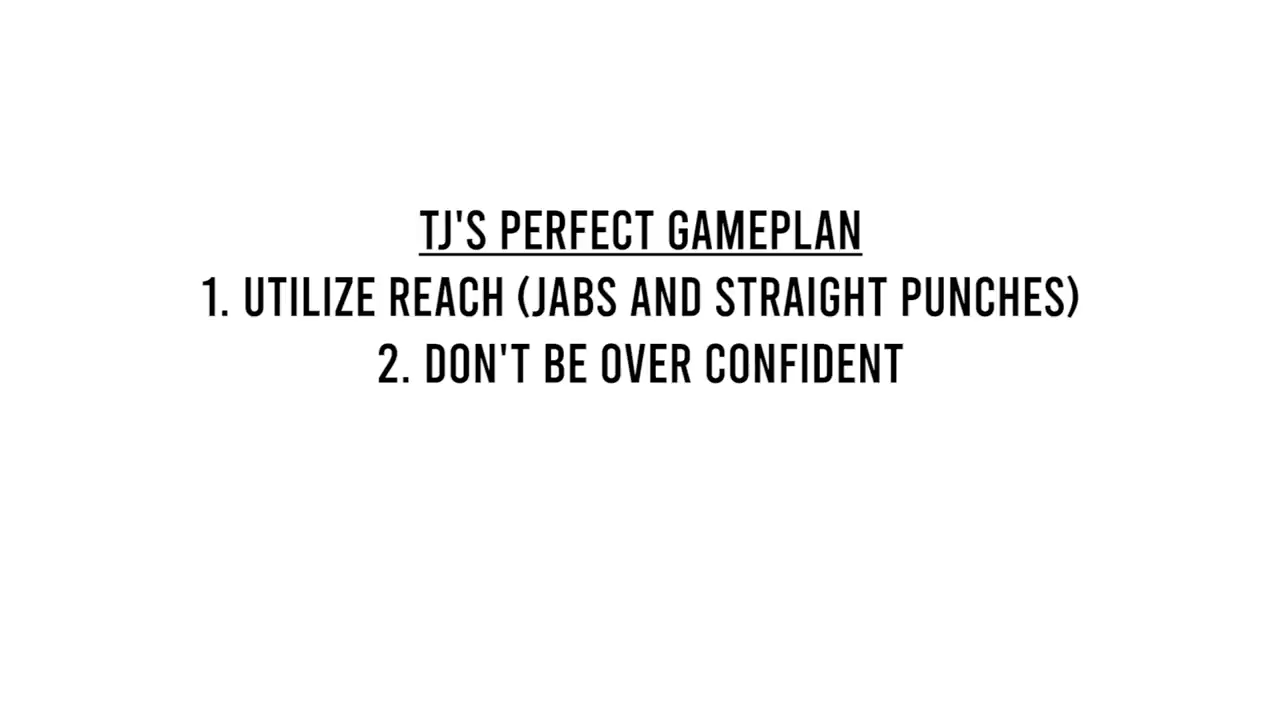 TJ'S PERFECT GAMEPLAN
1. UTILIZE REACH (JABS AND STRAIGHT PUNCHES)
2. DON'T BE OVER CONFIDENT